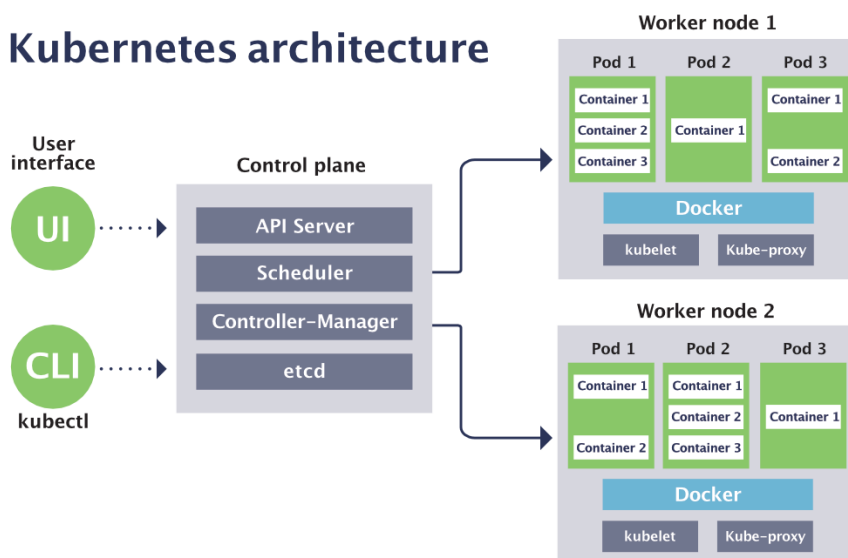 Kubernetes architecture
User
interface
UI
CLI
kubectl
Control plane
API Server
Scheduler
Controller-Manager
etcd
Worker node 1
Pod 1
Pod 2
Pod 3
Container 1
Container 2
Container 3
Container 1
Container 1
Container 2
Docker
kubelet
Kube-proxy
Worker node 2
Pod 1
Pod 2
Pod 3
Container 1
Container 2
Container 1
Container 2
Container 3
Container 1
Docker
kubelet
Kube-proxy